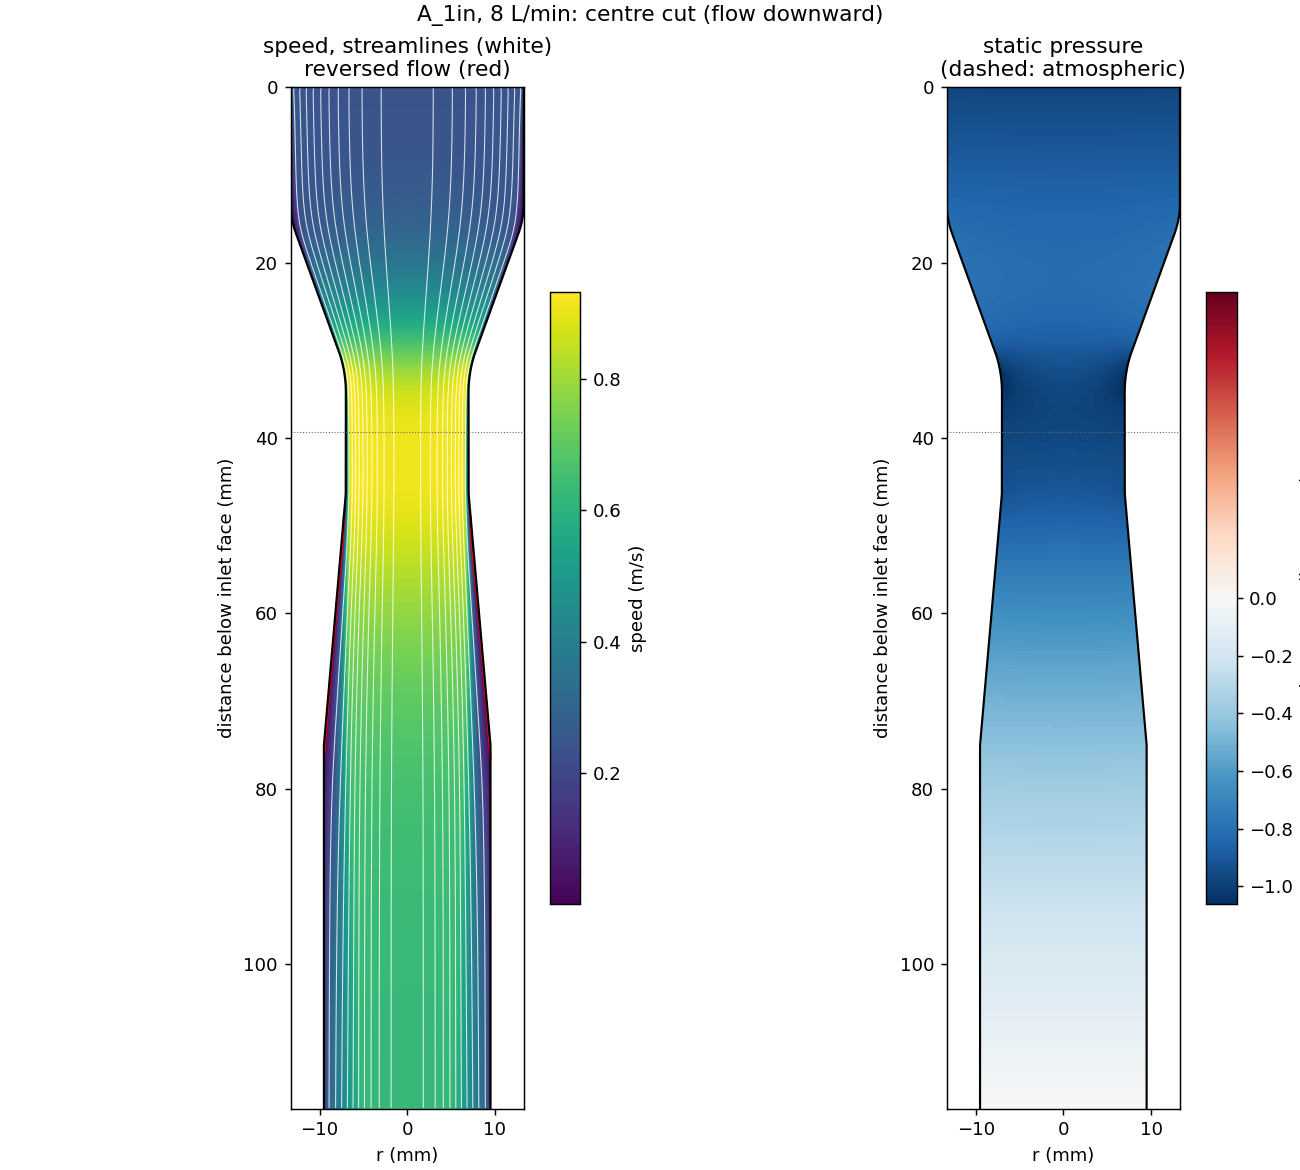 A_1in, 8 L/min: centre cut (flow downward)
speed, streamlines (white)
reversed flow (red)
0
20
40
60
80
100
distance below inlet face (mm)
−10
0
10
r (mm)
0.8
0.6
0.4
0.2
speed (m/s)
static pressure
(dashed: atmospheric)
0
20
40
60
80
100
distance below inlet face (mm)
−10
0
10
r (mm)
0.0
−0.2
−0.4
−0.6
−0.8
−1.0